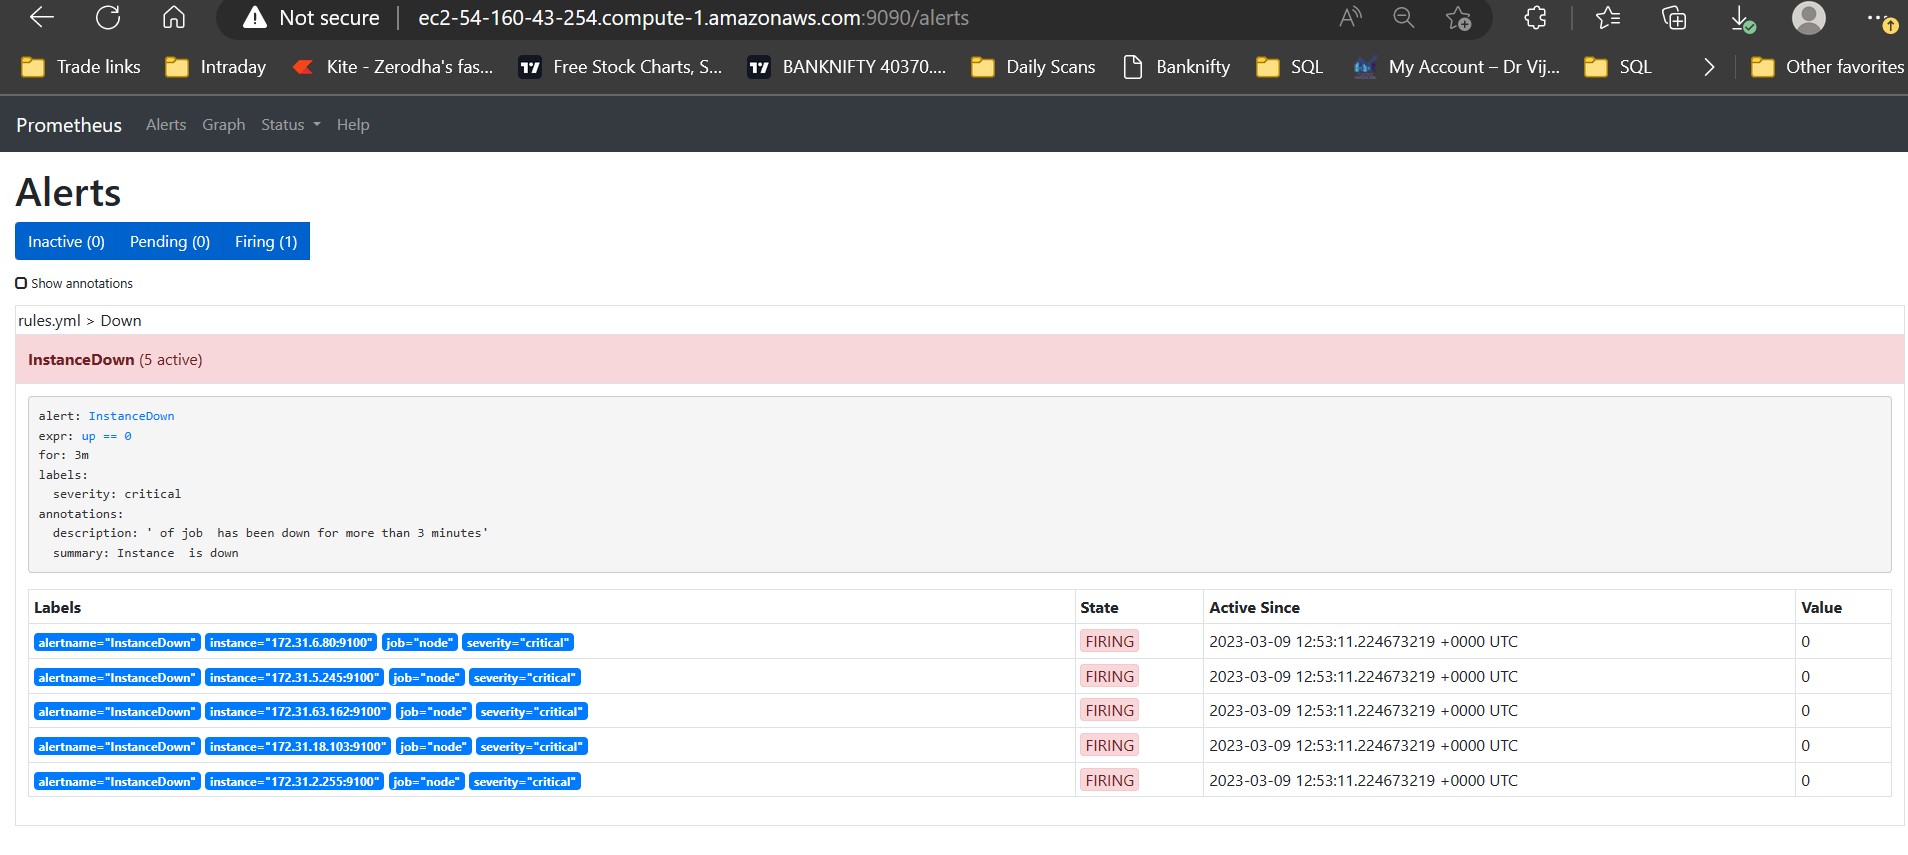 Not secure | ec2-54-160-43-254.compute-1.amazonaws.com:9090/alerts
Trade links Intraday Kite - Zerodha's fas... Free Stock Charts, S... BANKNIFTY 40370.... Daily Scans Banknifty SQL My Account – Dr Vij... SQL Other favorites
Prometheus Alerts Graph Status Help
Alerts
Inactive (0) Pending (0) Firing (1)
Show annotations
rules.yml > Down
InstanceDown (5 active)
alert: InstanceDown
expr: up == 0
for: 3m
labels:
  severity: critical
annotations:
  description: ' of job  has been down for more than 3 minutes'
  summary: Instance  is down
Labels State Active Since Value
alertname="InstanceDown" instance="172.31.6.80:9100" job="node" severity="critical" FIRING 2023-03-09 12:53:11.224673219 +0000 UTC 0
alertname="InstanceDown" instance="172.31.5.245:9100" job="node" severity="critical" FIRING 2023-03-09 12:53:11.224673219 +0000 UTC 0
alertname="InstanceDown" instance="172.31.63.162:9100" job="node" severity="critical" FIRING 2023-03-09 12:53:11.224673219 +0000 UTC 0
alertname="InstanceDown" instance="172.31.18.103:9100" job="node" severity="critical" FIRING 2023-03-09 12:53:11.224673219 +0000 UTC 0
alertname="InstanceDown" instance="172.31.2.255:9100" job="node" severity="critical" FIRING 2023-03-09 12:53:11.224673219 +0000 UTC 0